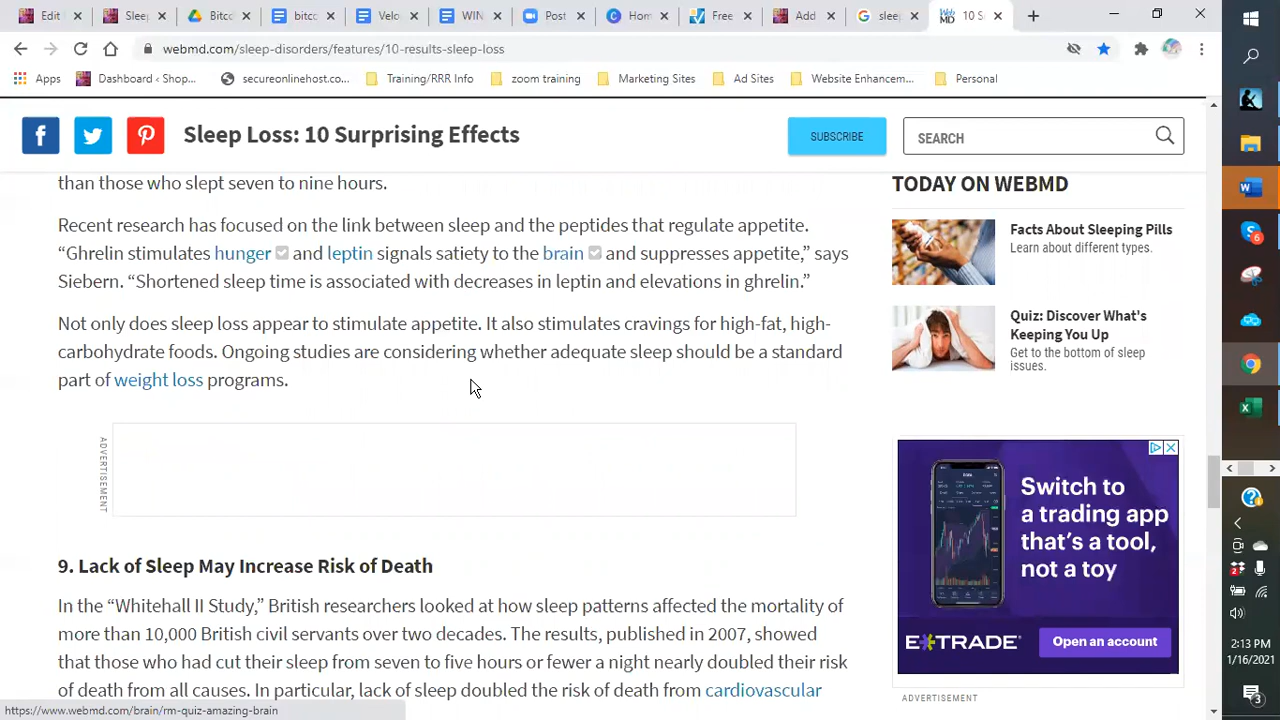 Edit
Sleep
Bitco
bitcc
Velo
WIN
Post
Hom
Free
Add
sleep
10 S
webmd.com/sleep-disorders/features/10-results-sleep-loss
Apps
Dashboard ‹ Shop...
secureonlinehost.co...
Training/RRR Info
zoom training
Marketing Sites
Ad Sites
Website Enhancem...
Personal
Sleep Loss: 10 Surprising Effects
SUBSCRIBE
SEARCH
than those who slept seven to nine hours.
Recent research has focused on the link between sleep and the peptides that regulate appetite.
“Ghrelin stimulates hunger and leptin signals satiety to the brain and suppresses appetite,” says
Siebern. “Shortened sleep time is associated with decreases in leptin and elevations in ghrelin.”
Not only does sleep loss appear to stimulate appetite. It also stimulates cravings for high-fat, high-
carbohydrate foods. Ongoing studies are considering whether adequate sleep should be a standard
part of weight loss programs.
ADVERTISEMENT
9. Lack of Sleep May Increase Risk of Death
In the “Whitehall II Study,” British researchers looked at how sleep patterns affected the mortality of
more than 10,000 British civil servants over two decades. The results, published in 2007, showed
that those who had cut their sleep from seven to five hours or fewer a night nearly doubled their risk
of death from all causes. In particular, lack of sleep doubled the risk of death from cardiovascular
https://www.webmd.com/brain/rm-quiz-amazing-brain
TODAY ON WEBMD
Facts About Sleeping Pills
Learn about different types.
Quiz: Discover What's
Keeping You Up
Get to the bottom of sleep
issues.
Switch to
a trading app
that's a tool,
not a toy
E*TRADE
Open an account
ADVERTISEMENT
2:13 PM
1/16/2021